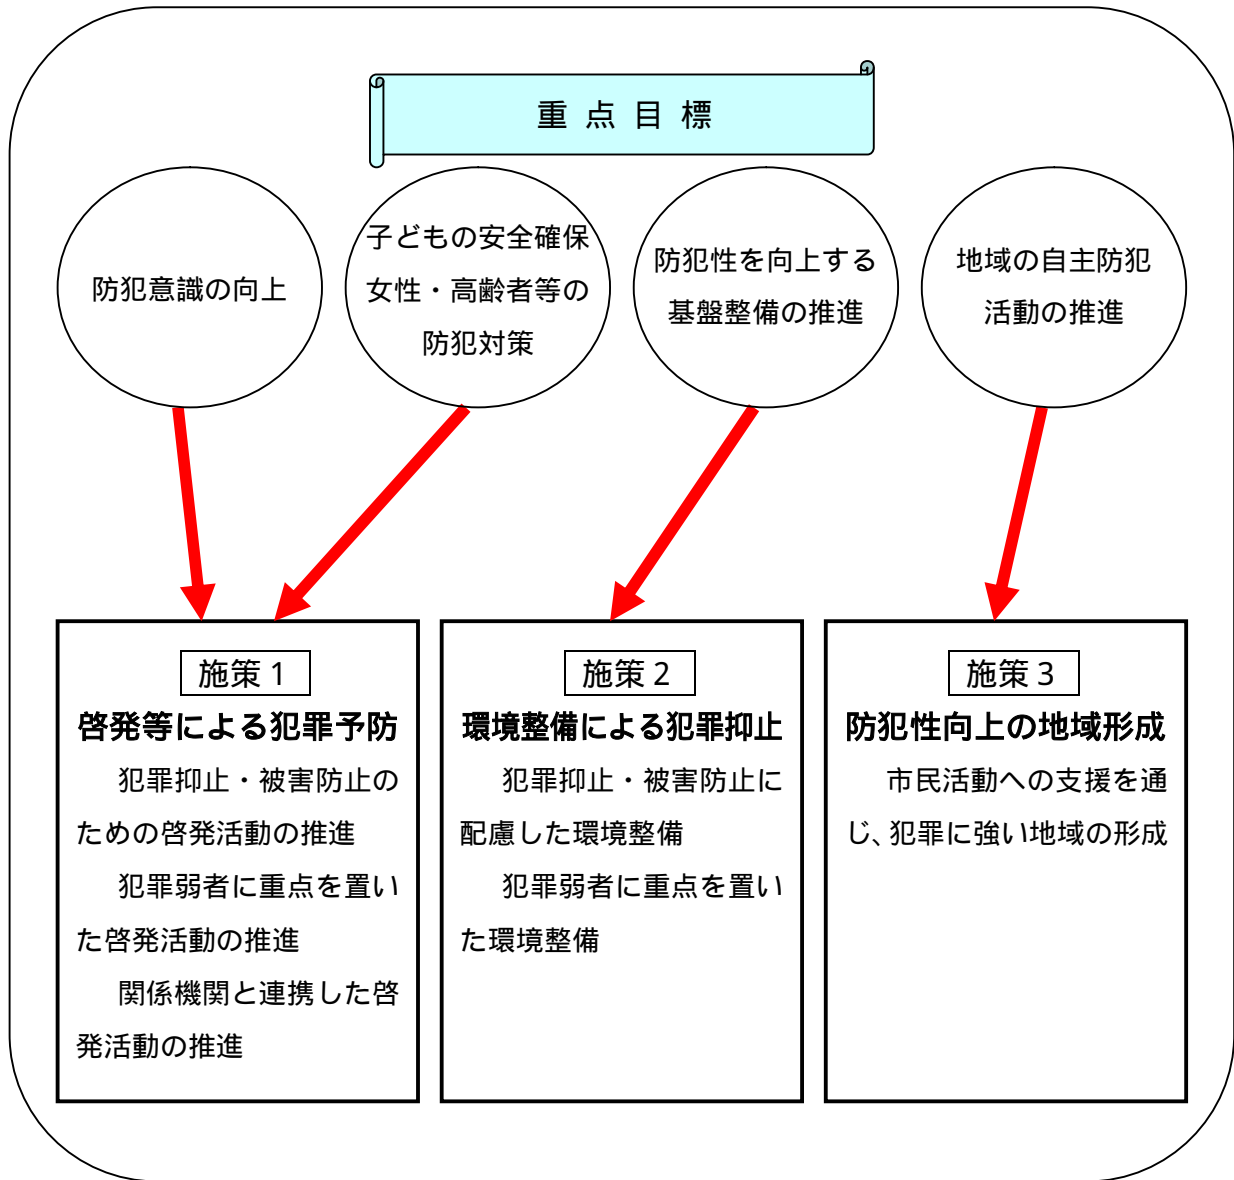 重点目標
防犯意識の向上
子どもの安全確保
女性・高齢者等の
防犯対策
防犯性を向上する
基盤整備の推進
地域の自主防犯
活動の推進
施策1
啓発等による犯罪予防
犯罪抑止・被害防止の
ための啓発活動の推進
犯罪弱者に重点を置い
た啓発活動の推進
関係機関と連携した啓
発活動の推進
施策2
環境整備による犯罪抑止
犯罪抑止・被害防止に
配慮した環境整備
犯罪弱者に重点を置い
た環境整備
施策3
防犯性向上の地域形成
市民活動への支援を通
じ、犯罪に強い地域の形成